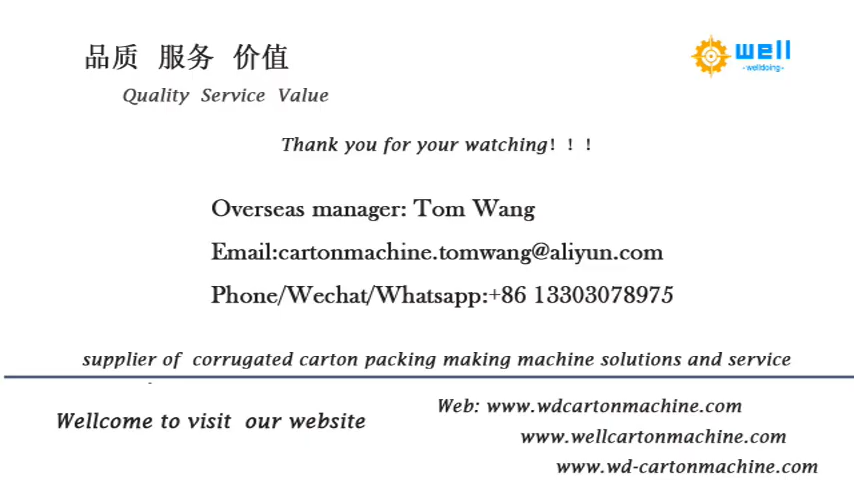 品质 服务 价值
Quality Service Value
well
-welldoing-
Thank you for your watching！！！
Overseas manager: Tom Wang
Email:cartonmachine.tomwang@aliyun.com
Phone/Wechat/Whatsapp:+86 13303078975
supplier of corrugated carton packing making machine solutions and service
Wellcome to visit our website
Web: www.wdcartonmachine.com
www.wellcartonmachine.com
www.wd-cartonmachine.com